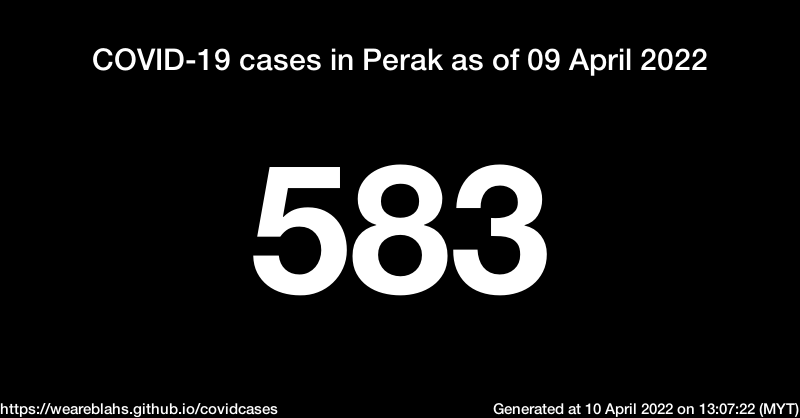 COVID-19 cases in Perak as of 09 April 2022
583
https://weareblahs.github.io/covidcases
Generated at 10 April 2022 on 13:07:22 (MYT)